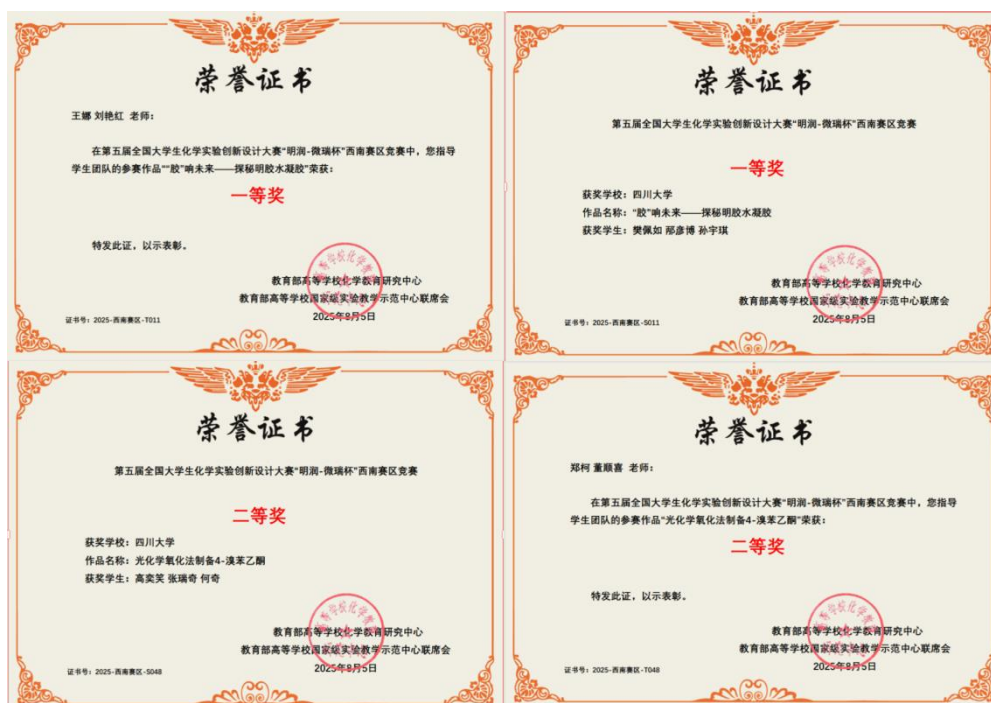 荣誉证书
王娜 刘艳红 老师：
在第五届全国大学生化学实验创新设计大赛“明润-微瑞杯”西南赛区竞赛中，您指导
学生团队的参赛作品““胶”响未来——探秘明胶水凝胶”荣获：
一等奖
特发此证，以示表彰。
教育部高等学校化学教育研究中心
教育部高等学校国家级实验教学示范中心联席会
2025年8月5日
证书号：2025-西南赛区-T011
荣誉证书
第五届全国大学生化学实验创新设计大赛“明润-微瑞杯”西南赛区竞赛
一等奖
获奖学校：四川大学
作品名称：“胶”响未来——探秘明胶水凝胶
获奖学生：樊佩如 邴彦博 孙宇琪
教育部高等学校化学教育研究中心
教育部高等学校国家级实验教学示范中心联席会
2025年8月5日
证书号：2025-西南赛区-S011
荣誉证书
第五届全国大学生化学实验创新设计大赛“明润-微瑞杯”西南赛区竞赛
二等奖
获奖学校：四川大学
作品名称：光化学氧化法制备4-溴苯乙酮
获奖学生：高奕笑 张瑞奇 何奇
教育部高等学校化学教育研究中心
教育部高等学校国家级实验教学示范中心联席会
2025年8月5日
证书号：2025-西南赛区-S048
荣誉证书
郑柯 董顺喜 老师：
在第五届全国大学生化学实验创新设计大赛“明润-微瑞杯”西南赛区竞赛中，您指导
学生团队的参赛作品“光化学氧化法制备4-溴苯乙酮”荣获：
二等奖
特发此证，以示表彰。
教育部高等学校化学教育研究中心
教育部高等学校国家级实验教学示范中心联席会
2025年8月5日
证书号：2025-西南赛区-T048